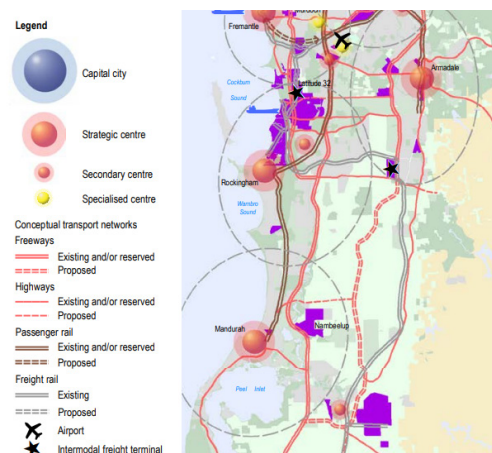 Legend
Capital city
Strategic centre
Secondary centre
Specialised centre
Conceptual transport networks
Freeways
Existing and/or reserved
Proposed
Highways
Existing and/or reserved
Proposed
Passenger rail
Existing and/or reserved
Proposed
Freight rail
Existing
Proposed
Airport
Intermodal freight terminal
Murdoch
Fremantle
Armadale
Cockburn
Sound
Latitude 32
Rockingham
Warnbro
Sound
Mandurah
Nambeelup
Peel Inlet